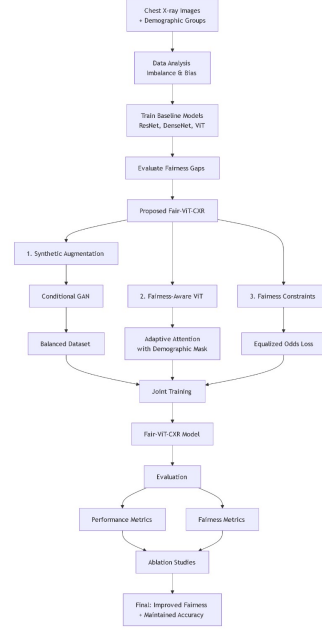 Chest X-ray Images
+ Demographic Groups
Data Analysis
Imbalance & Bias
Train Baseline Models
ResNet, DenseNet, ViT
Evaluate Fairness Gaps
Proposed Fair-ViT-CXR
1. Synthetic Augmentation
Conditional GAN
2. Fairness-Aware ViT
3. Fairness Constraints
Balanced Dataset
Adaptive Attention
with Demographic Mask
Equalized Odds Loss
Joint Training
Fair-ViT-CXR Model
Evaluation
Performance Metrics
Fairness Metrics
Ablation Studies
Final: Improved Fairness
+ Maintained Accuracy